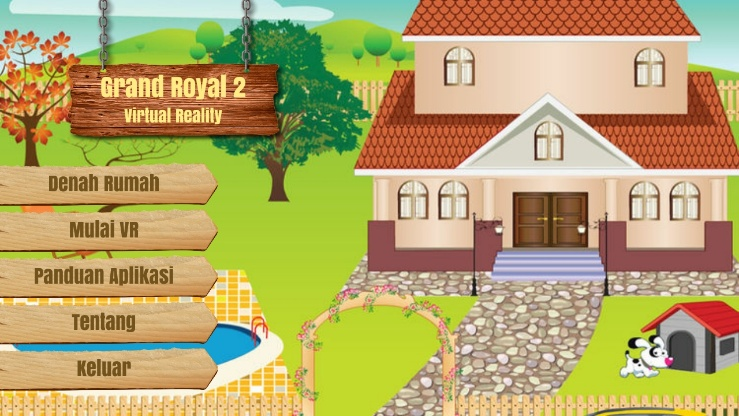 Grand Royal 2
Virtual Reality
Denah Rumah
Mulai VR
Panduan Aplikasi
Tentang
Keluar